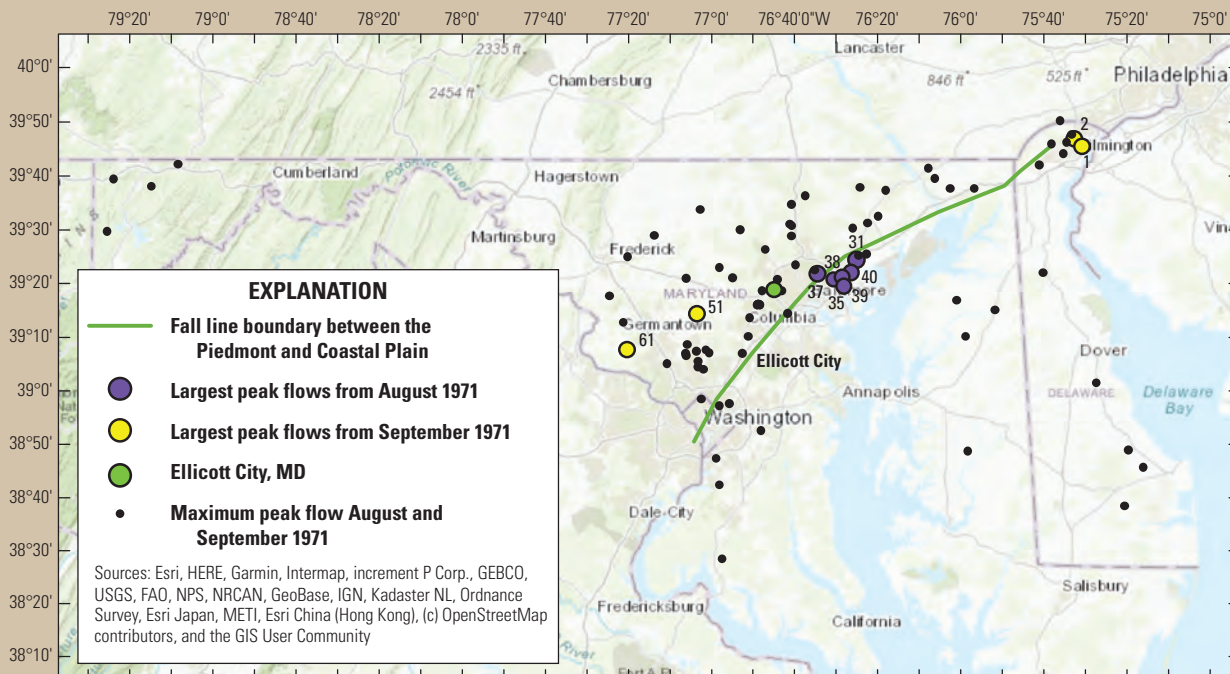 79°20' 79°0' 78°40' 78°20' 78°0' 77°40' 77°20' 77°0' 76°40' 76°40"W 76°20' 76°0' 75°40' 75°20' 75°0'
40°0'
39°50'
39°40'
39°30'
39°20'
39°10'
39°0'
38°50'
38°40'
38°30'
38°20'
38°10'
2335 ft
2454 ft
846 ft
525 ft
Lancaster
Chambersburg
Philadelphia
2
lmington
1
Cumberland
Potomac River
Hagerstown
Martinsburg
Frederick
31
38
40
37
35
39
MARYLAND
51
Germantown
Columbia
61
Ellicott City
Dover
Annapolis
DELAWARE
Delaware
Bay
Washington
Dale City
Salisbury
Fredericksburg
California
River
EXPLANATION
Fall line boundary between the
Piedmont and Coastal Plain
Largest peak flows from August 1971
Largest peak flows from September 1971
Ellicott City, MD
Maximum peak flow August and
September 1971
Sources: Esri, HERE, Garmin, Intermap, increment P Corp., GEBCO,
USGS, FAO, NPS, NRCAN, GeoBase, IGN, Kadaster NL, Ordnance
Survey, Esri Japan, METI, Esri China (Hong Kong), (c) OpenStreetMap
contributors, and the GIS User Community